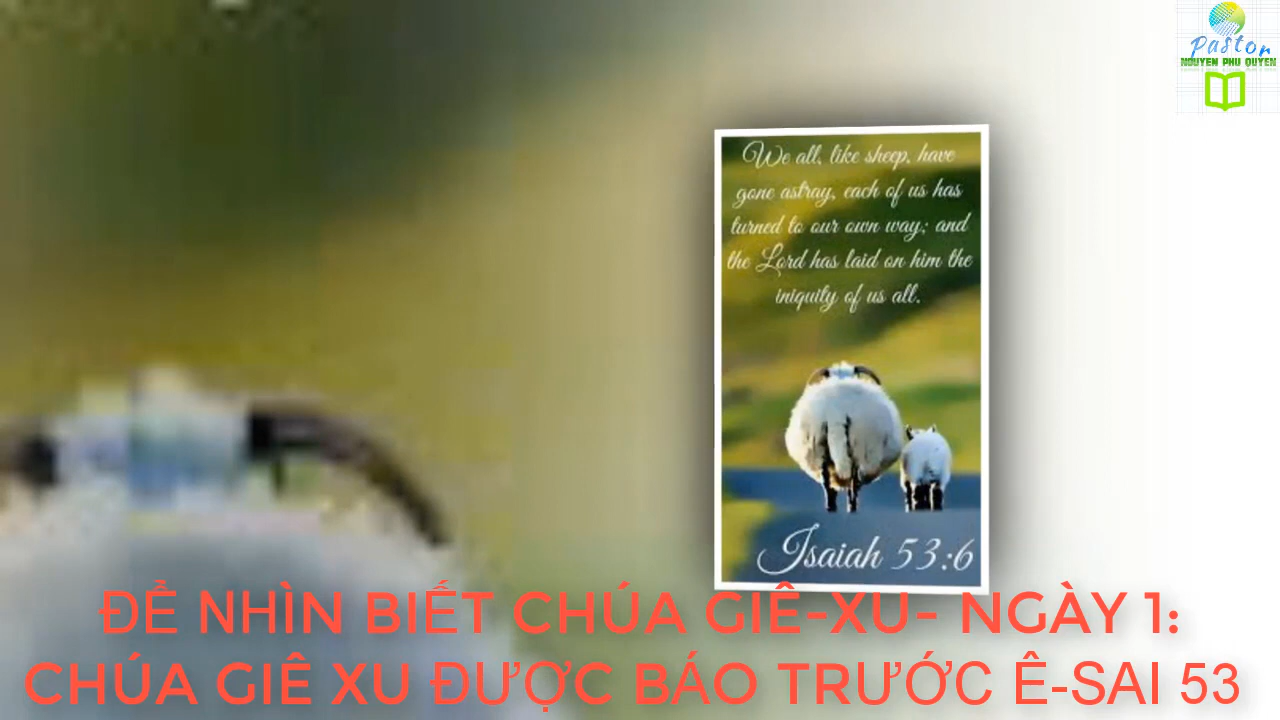 Pastor
NGUYEN PHU QUYEN
We all, like sheep, have
gone astray, each of us has
turned to our own way; and
the Lord has laid on him the
iniquity of us all.
Isaiah 53:6
ĐỂ NHÌN BIẾT CHÚA GIÊ-XU- NGÀY 1:
CHÚA GIÊ XU ĐƯỢC BÁO TRƯỚC Ê-SAI 53